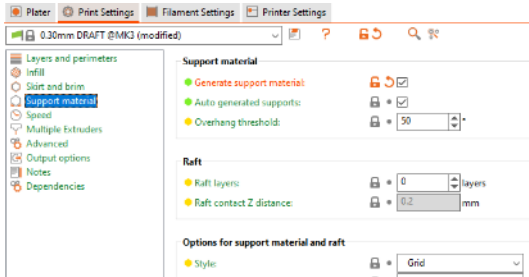 Plater Print Settings Filament Settings Printer Settings
0.30mm DRAFT @MK3 (modified)
Layers and perimeters
Infill
Skirt and brim
Support material
Speed
Multiple Extruders
Advanced
Output options
Notes
Dependencies
Support material
Generate support material:
Auto generated supports:
Overhang threshold: 50 °
Raft
Raft layers: 0 layers
Raft contact Z distance: 0.2 mm
Options for support material and raft
Style: Grid